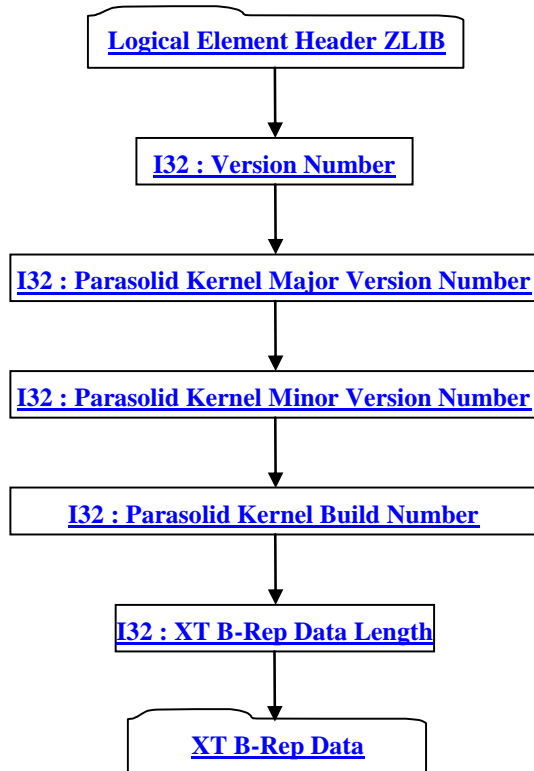 Logical Element Header ZLIB
I32 : Version Number
I32 : Parasolid Kernel Major Version Number
I32 : Parasolid Kernel Minor Version Number
I32 : Parasolid Kernel Build Number
I32 : XT B-Rep Data Length
XT B-Rep Data